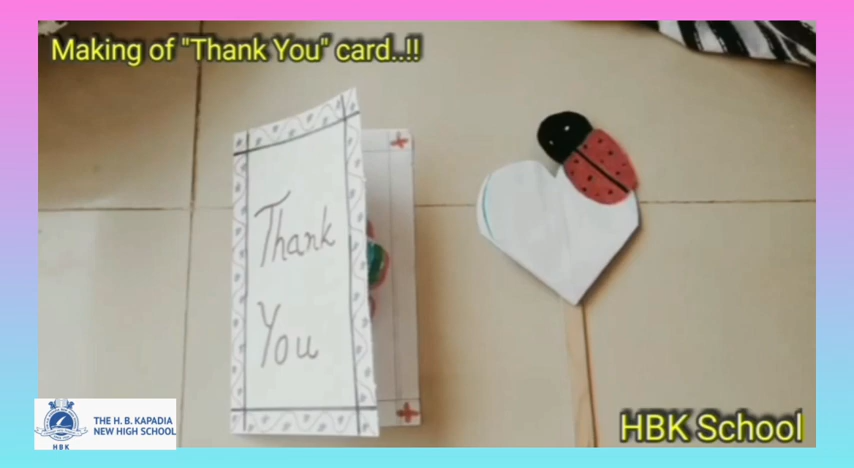 Making of "Thank You" card..!!
Thank
You
THE H. B. KAPADIA
NEW HIGH SCHOOL
HBK
HBK School